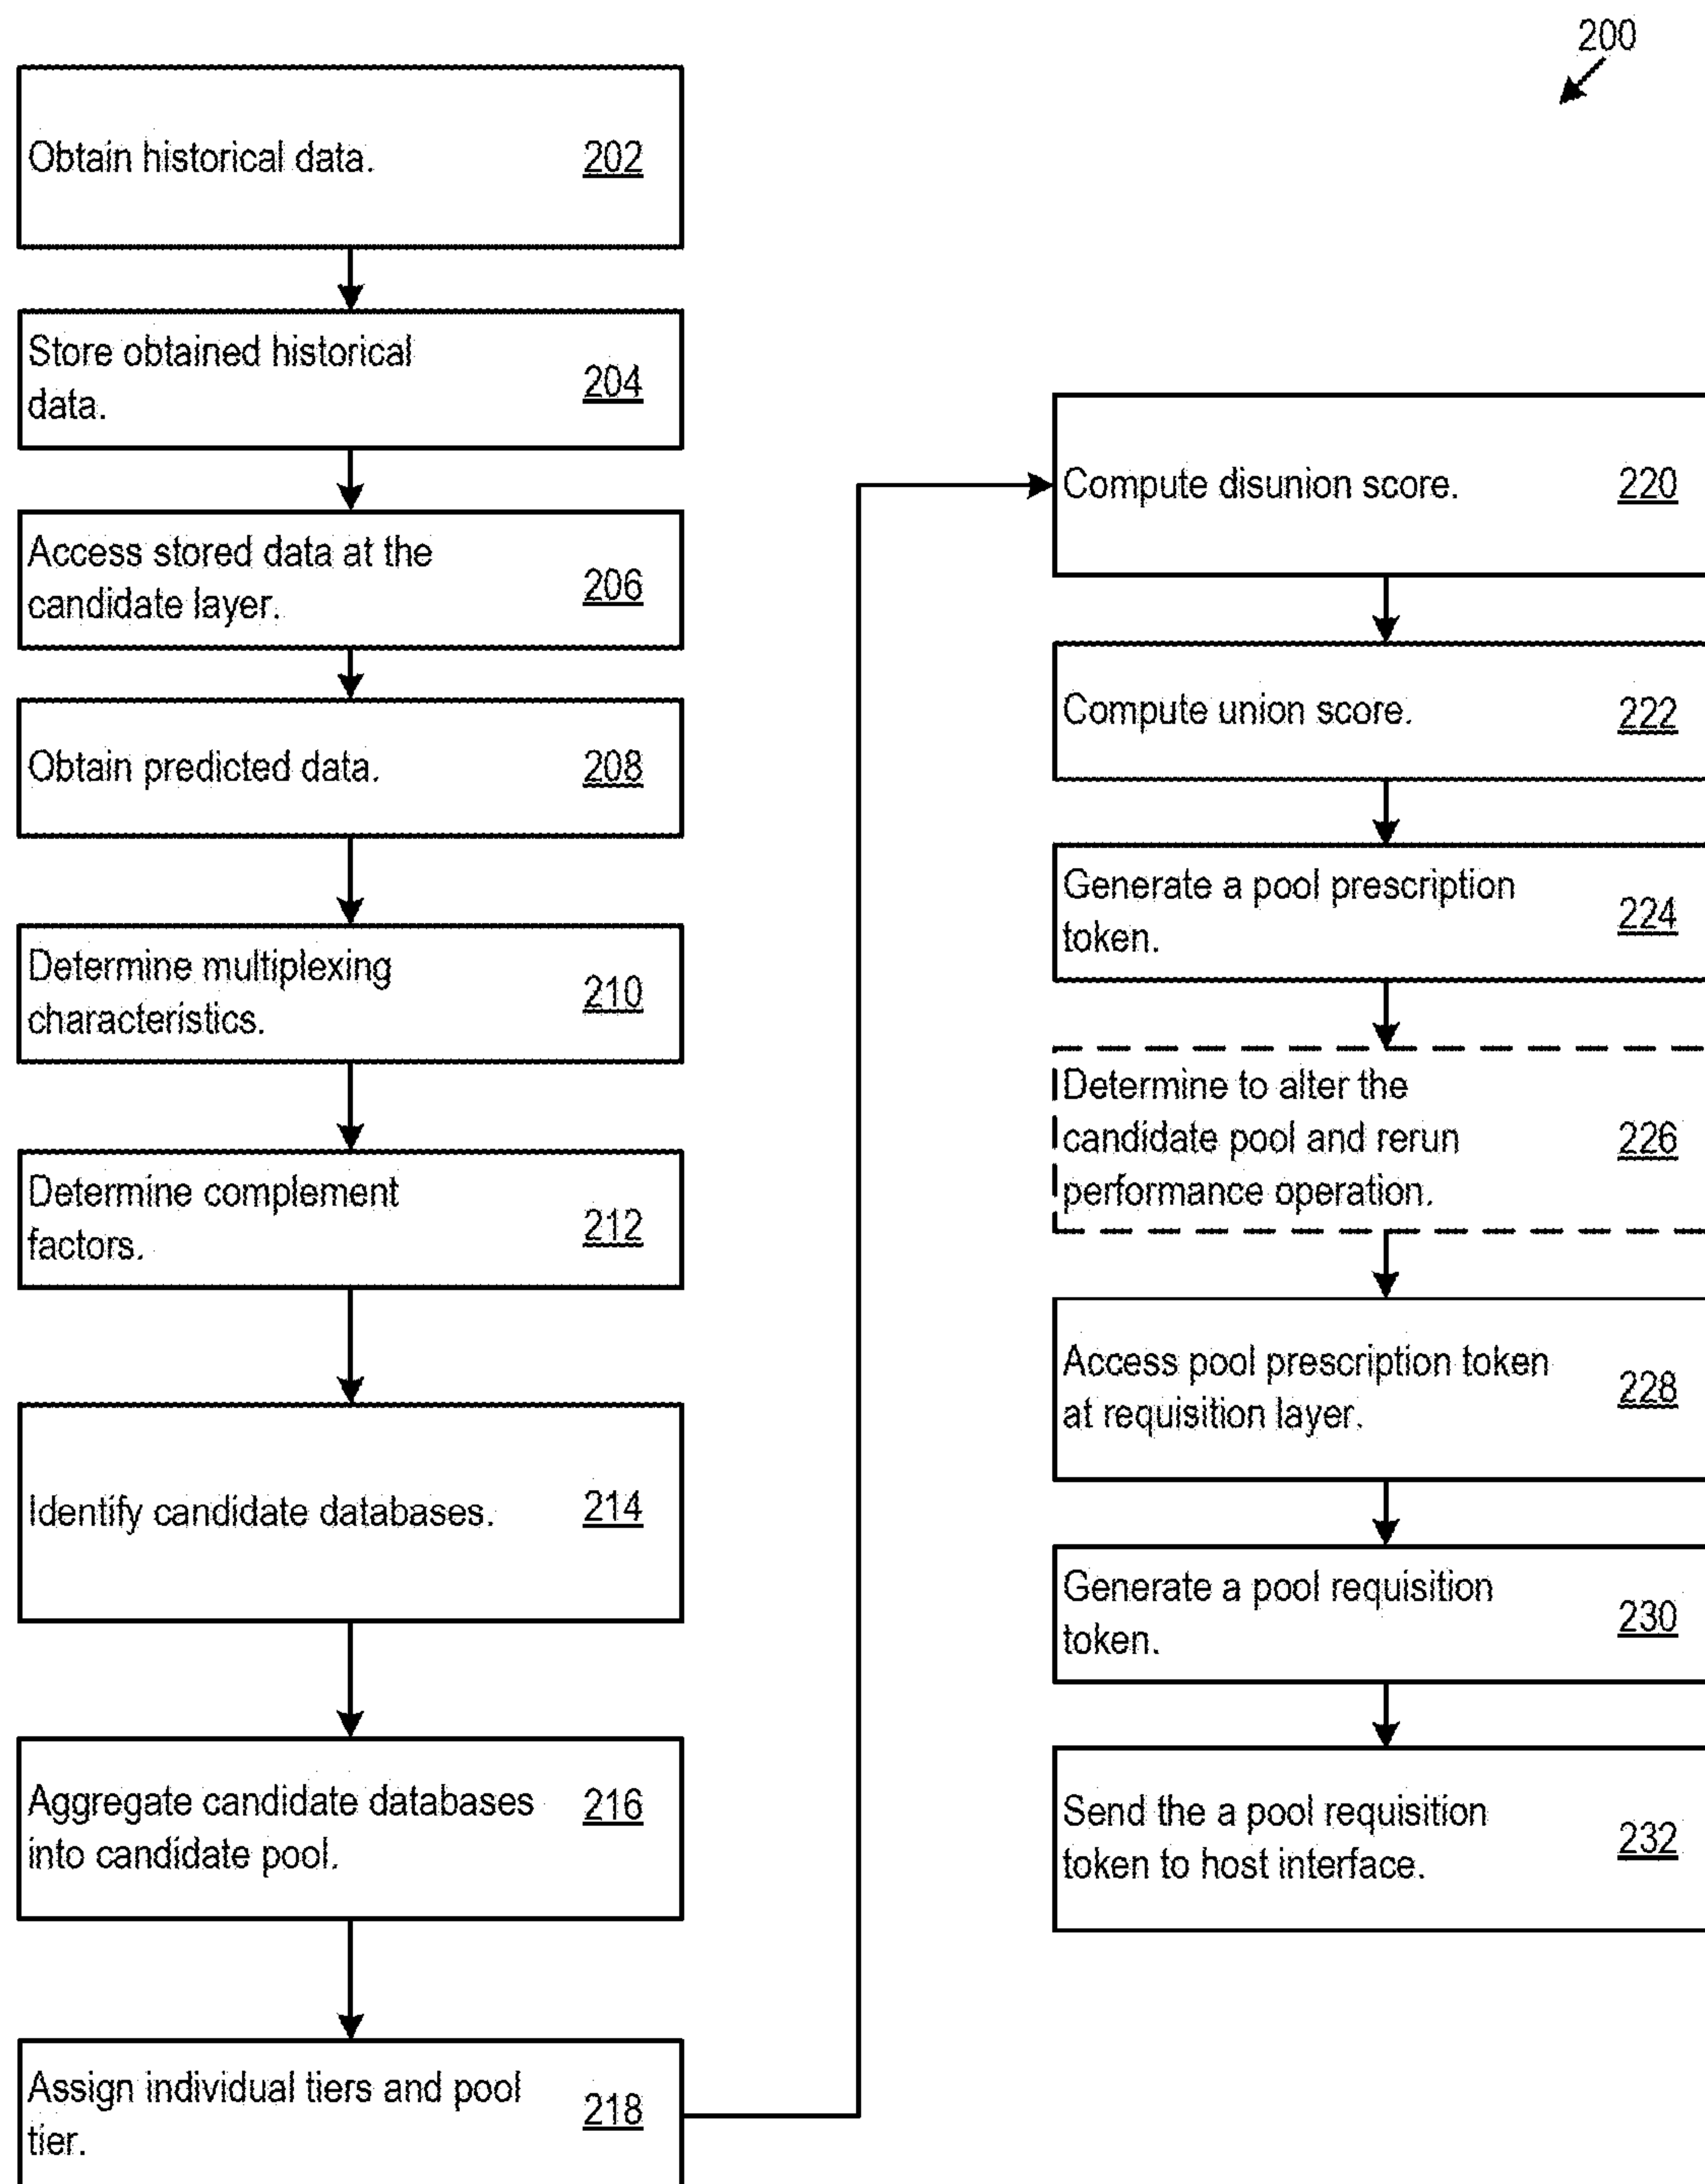 200
Obtain historical data.
202
Store obtained historical
data.
204
Access stored data at the
candidate layer.
206
Obtain predicted data.
208
Determine multiplexing
characteristics.
210
Determine complement
factors.
212
Identify candidate databases.
214
Aggregate candidate databases
into candidate pool.
216
Assign individual tiers and pool
tier.
218
Compute disunion score.
220
Compute union score.
222
Generate a pool prescription
token.
224
Determine to alter the
candidate pool and rerun
performance operation.
226
Access pool prescription token
at requisition layer.
228
Generate a pool requisition
token.
230
Send the a pool requisition
token to host interface.
232